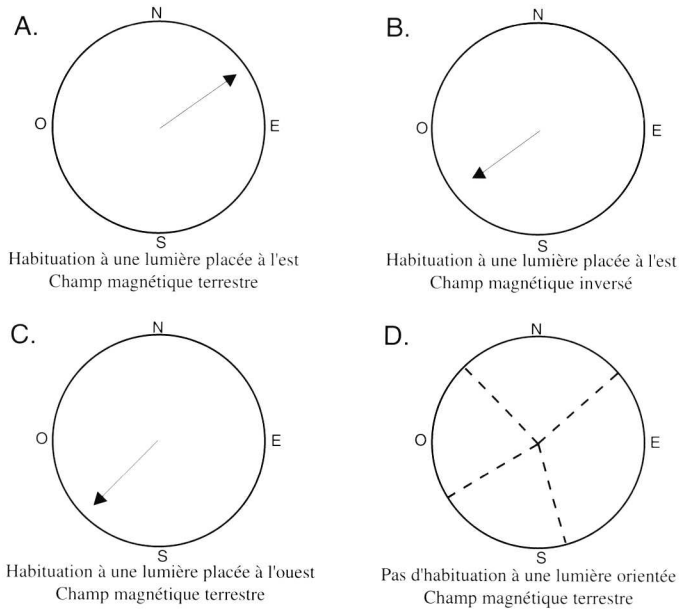 A.
N
O
E
S
Habituation à une lumière placée à l'est
Champ magnétique terrestre
B.
N
O
E
S
Habituation à une lumière placée à l'est
Champ magnétique inversé
C.
N
O
E
S
Habituation à une lumière placée à l'ouest
Champ magnétique terrestre
D.
N
O
E
S
Pas d'habituation à une lumière orientée
Champ magnétique terrestre